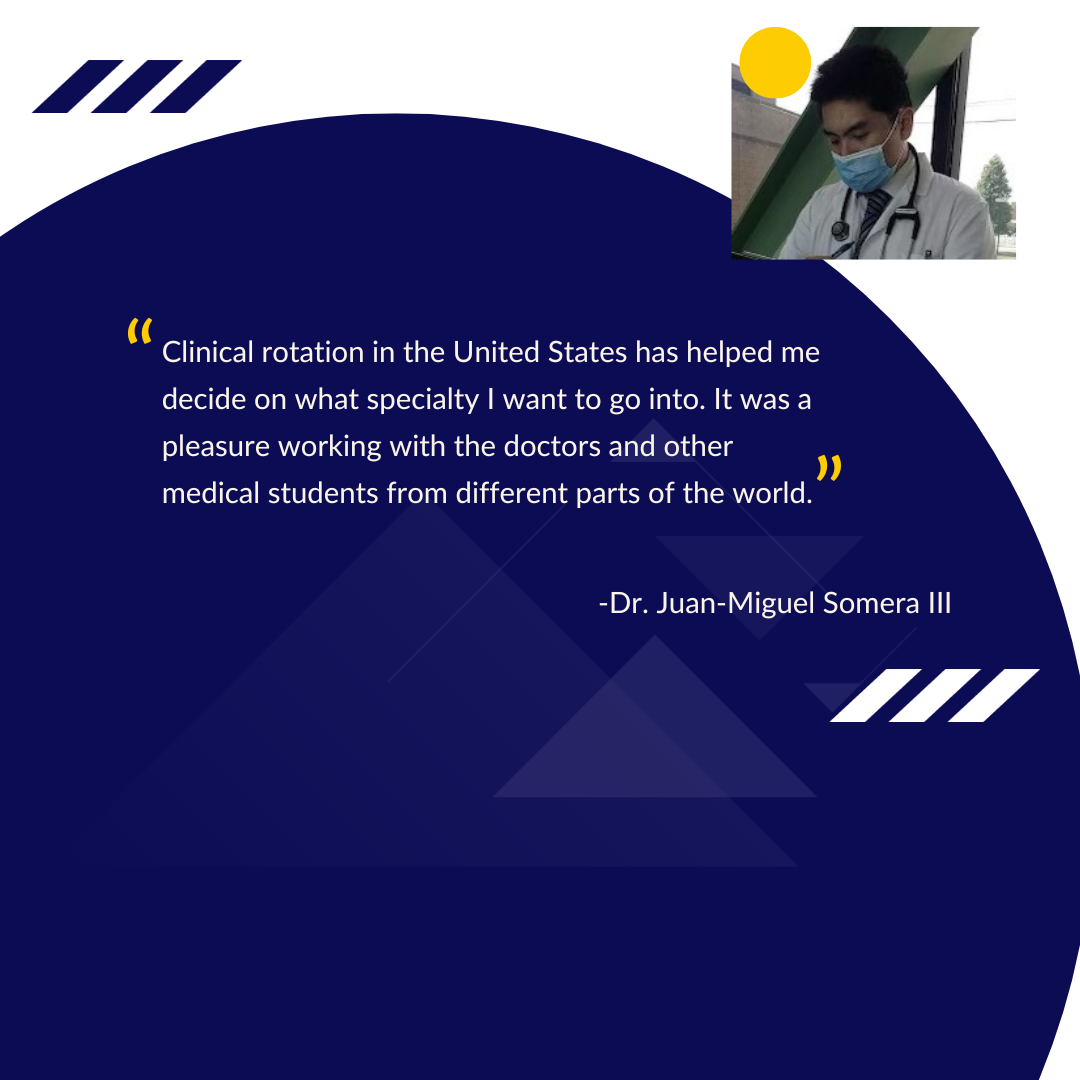 “Clinical rotation in the United States has helped me
decide on what specialty I want to go into. It was a
pleasure working with the doctors and other
medical students from different parts of the world.”
-Dr. Juan-Miguel Somera III